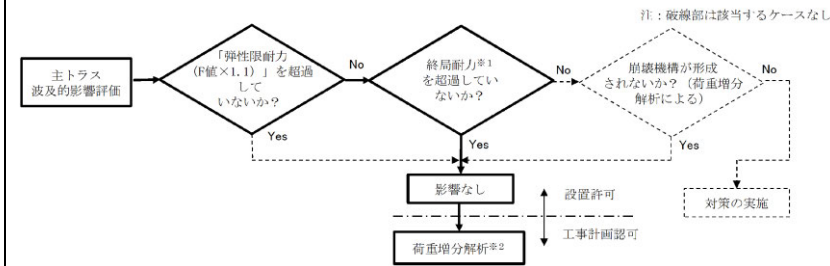 注：破線部は該当するケースなし
主トラス
波及的影響評価
「弾性限耐力
（F値×1.1）」を超過
して
いないか？
No
終局耐力※1
を超過してい
ないか？
No
崩壊機構が形成
されないか？（荷重増分
解析による）
No
Yes
Yes
Yes
影響なし
設置許可
対策の実施
工事計画認可
荷重増分解析※2